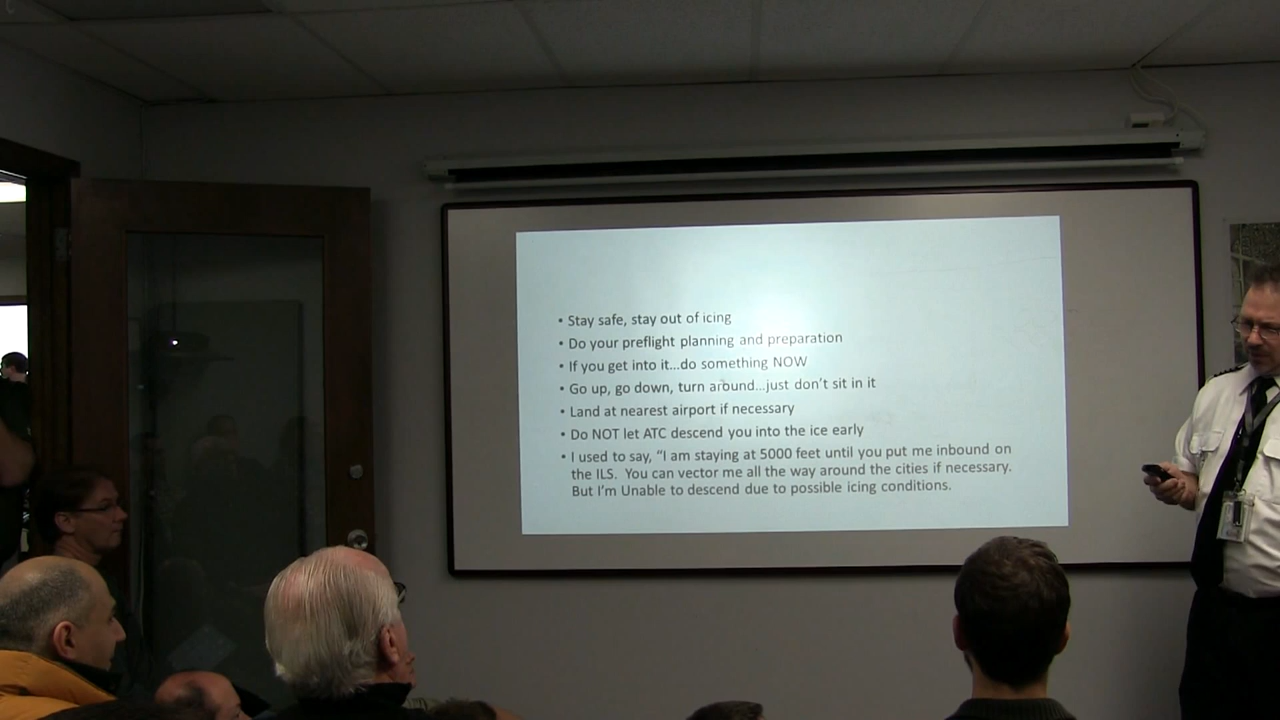 • Stay safe, stay out of icing
• Do your preflight planning and preparation
• If you get into it...do something NOW
• Go up, go down, turn around...just don't sit in it
• Land at nearest airport if necessary
• Do NOT let ATC descend you into the ice early
• I used to say, "I am staying at 5000 feet until you put me inbound on
the ILS. You can vector me all the way around the cities if necessary.
But I'm Unable to descend due to possible icing conditions.